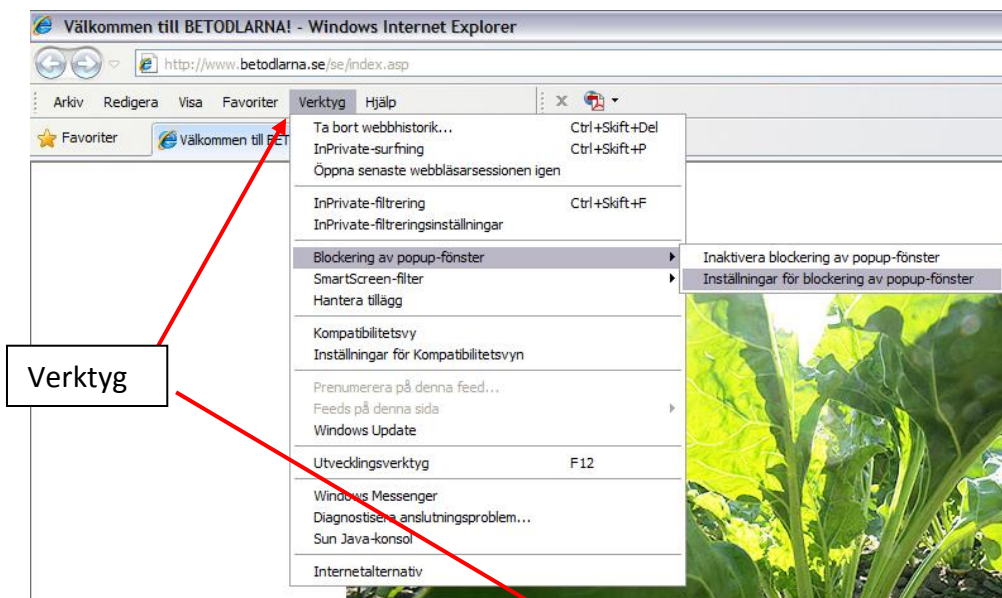 Välkommen till BETODLARNA! - Windows Internet Explorer
http://www.betodlarna.se/se/index.asp
Arkiv Redigera Visa Favoriter Verktyg Hjälp x
Favoriter Välkommen till BET
Ta bort webbhistorik... Ctrl+Skift+Del
InPrivate-surfning Ctrl+Skift+P
Öppna senaste webbläsarsessionen igen
InPrivate-filtrering Ctrl+Skift+F
InPrivate-filtreringsinställningar
Blockering av popup-fönster
Inaktivera blockering av popup-fönster
SmartScreen-filter
Inställningar för blockering av popup-fönster
Hantera tillägg
Kompatibilitetsvy
Inställningar för Kompatibilitetsvyn
Verktyg
Prenumerera på denna feed...
Feeds på denna sida
Windows Update
Utvecklingsverktyg F12
Windows Messenger
Diagnostisera anslutningsproblem...
Sun Java-konsol
Internetalternativ